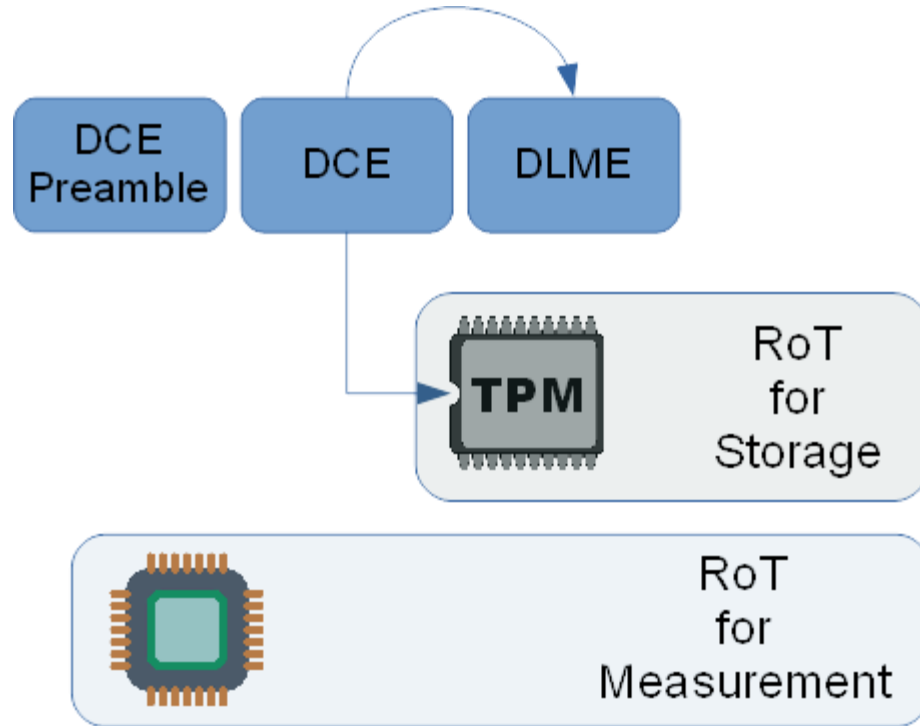 DCE
Preamble
DCE
DLME
TPM
RoT
for
Storage
RoT
for
Measurement